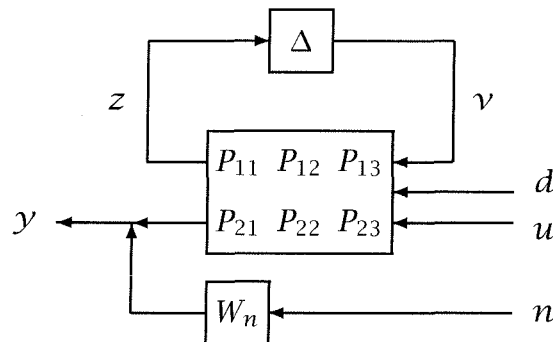 Δ
z
v
P₁₁ P₁₂ P₁₃
d
y
P₂₁ P₂₂ P₂₃
u
Wₙ
n